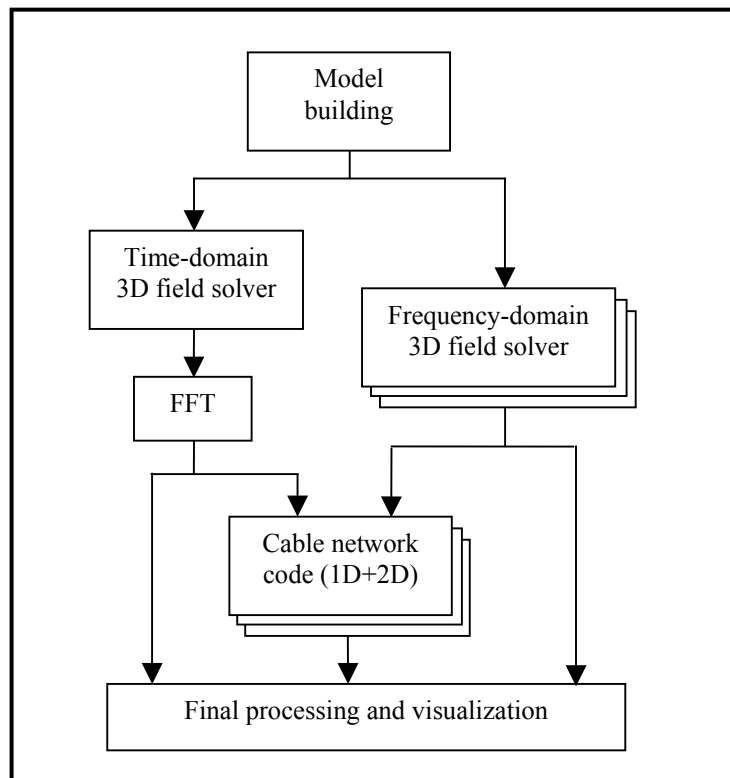 Model
building
Time-domain
3D field solver
Frequency-domain
3D field solver
FFT
Cable network
code (1D+2D)
Final processing and visualization